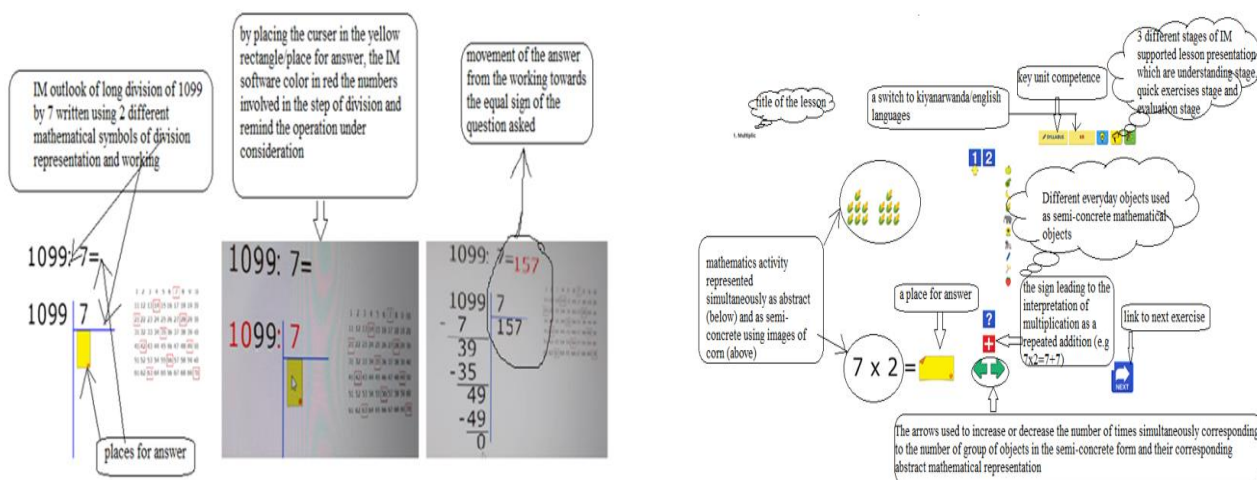 IM outlook of long division of 1099
by 7 written using 2 different
mathematical symbols of division
representation and working
by placing the curser in the yellow
rectangle/place for answer, the IM
software color in red the numbers
involved in the step of division and
remind the operation under
consideration
movement of the answer
from the working towards
the equal sign of the
question asked
1099: 7=
1099 7
places for answer
1099: 7=
1099: 7
1099: 7=157
1099 7
- 7 157
39
-35
49
-49
0
title of the lesson
a switch to kiyanarwanda/english
languages
key unit competence
3 different stages of IM
supported lesson presentation
which are understanding stage,
quick exercises stage and
evaluation stage
1. Multiplic
SYLLABUS
1 2
Different everyday objects used
as semi-concrete mathematical
objects
mathematics activity
represented
simultaneously as abstract
(below) and as semi-
concrete using images of
corn (above)
a place for answer
the sign leading to the
interpretation of
multiplication as a
repeated addition (e.g
7x2=7+7)
link to next exercise
?
7 x 2 =
NEXT
The arrows used to increase or decrease the number of times simultaneously corresponding
to the number of group of objects in the semi-concrete form and their corresponding
abstract mathematical representation